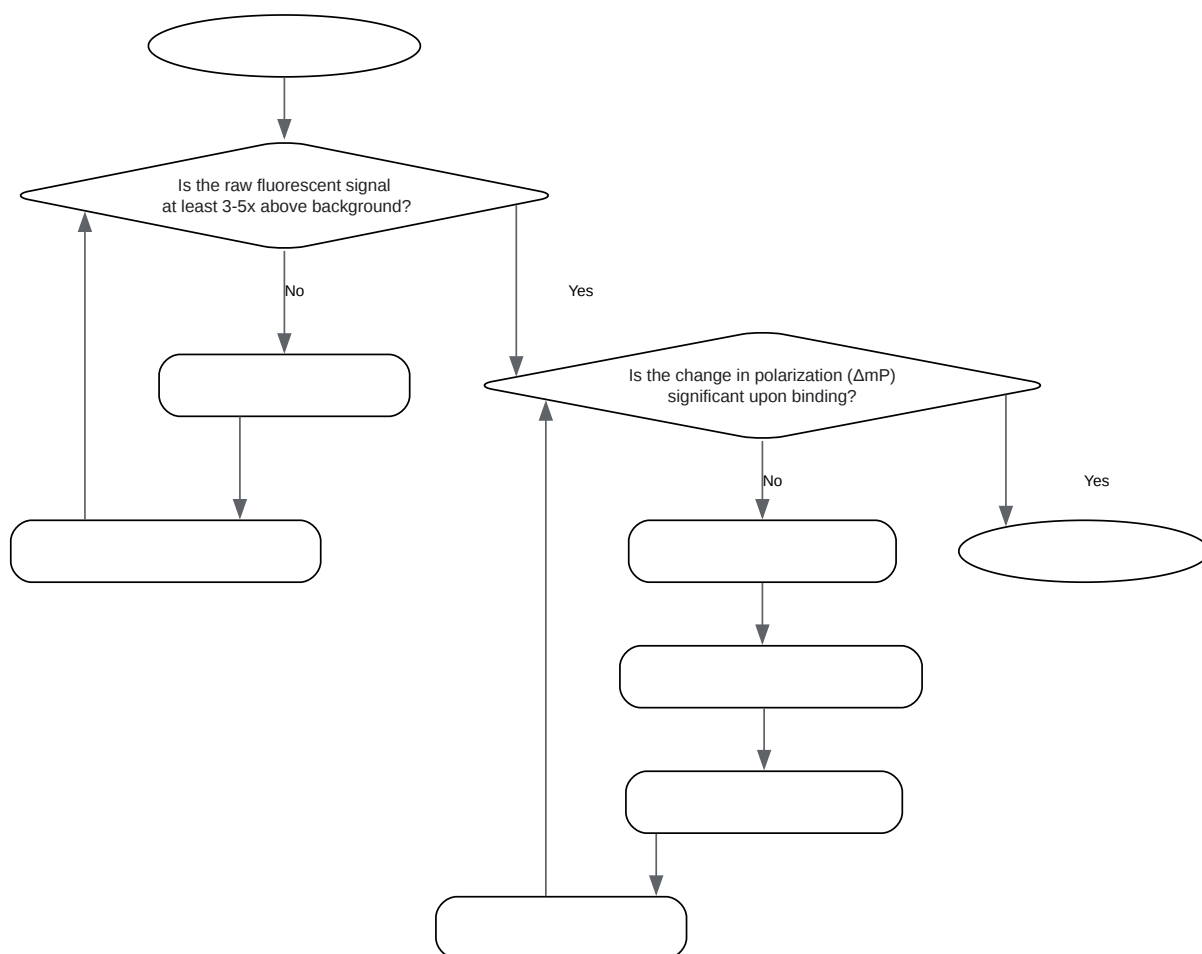 Is the raw fluorescent signal
at least 3-5x above background?
No
Yes
Is the change in polarization (ΔmP)
significant upon binding?
No
Yes